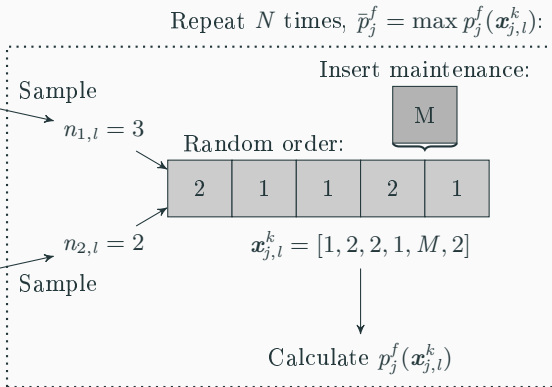 Repeat N times, p̄_j^f = max p_j^f(x_{j,l}^k):
Insert maintenance:
Sample
M
n_{1,l} = 3
Random order:
2 1 1 2 1
n_{2,l} = 2
x_{j,l}^k = [1, 2, 2, 1, M, 2]
Sample
Calculate p_j^f(x_{j,l}^k)